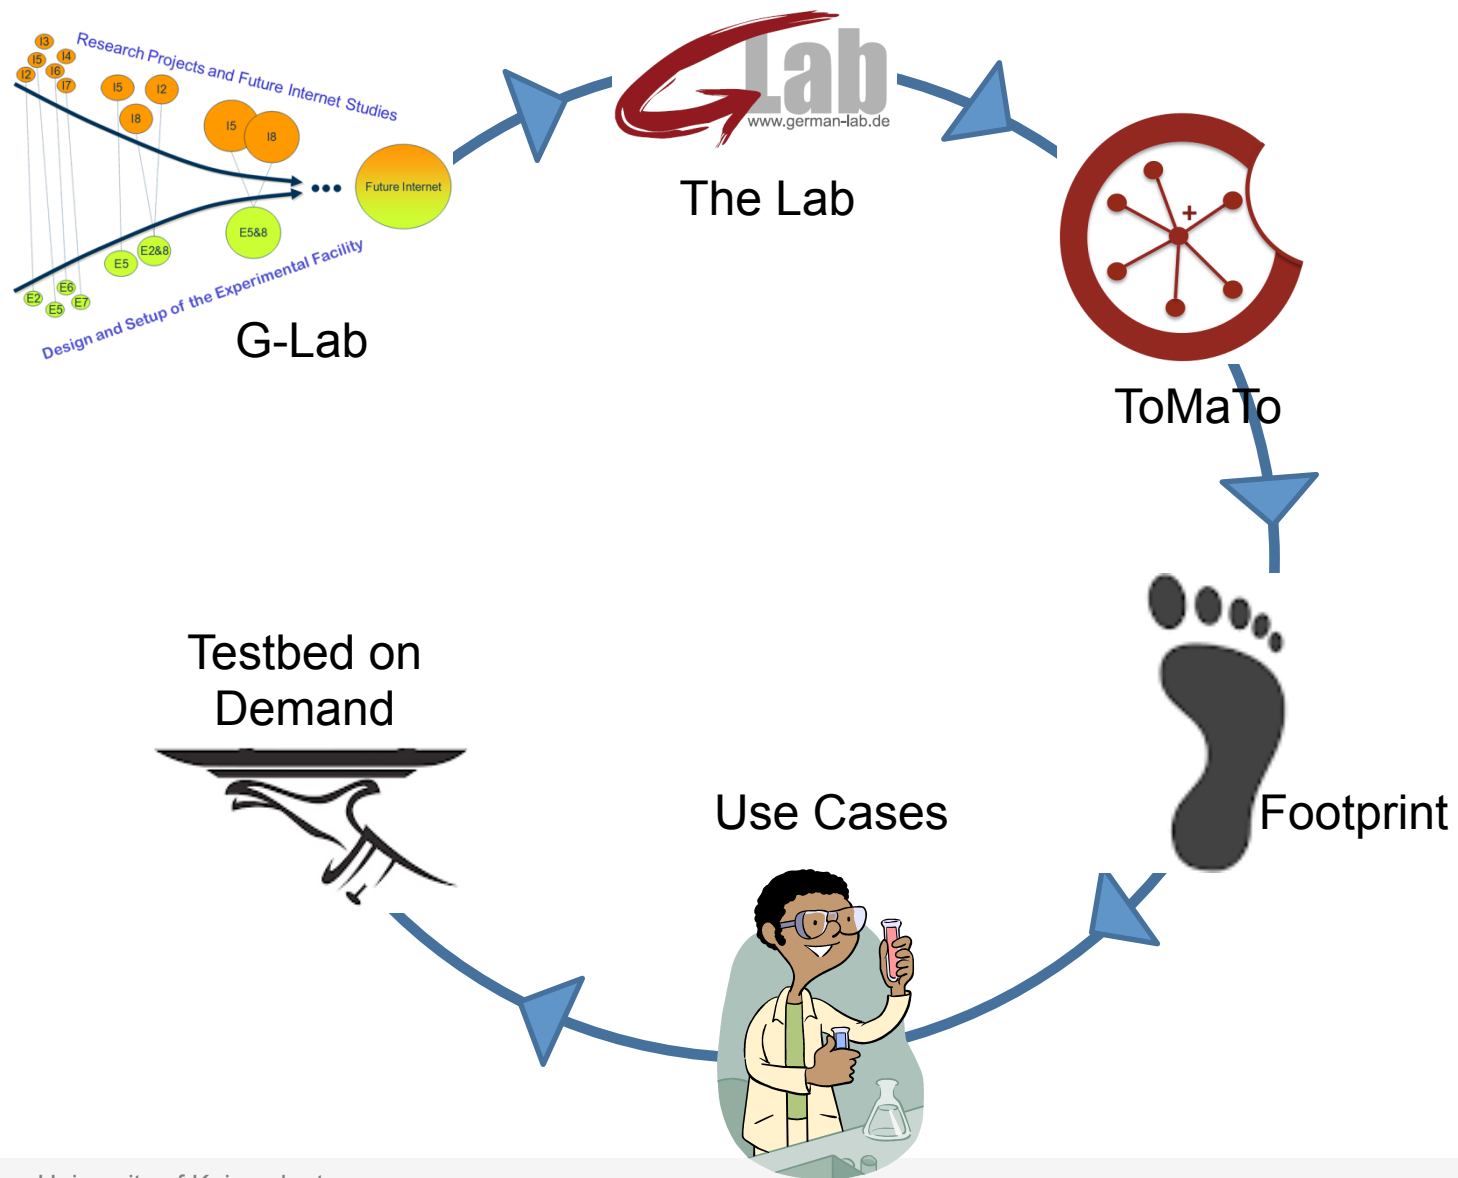 Research Projects and Future Internet Studies
I3
I5
I4
I2
I6
I7
I5
I2
I8
I5
I8
Future Internet
E5&8
E2&8
E5
E2
E6
E5
E7
Design and Setup of the Experimental Facility
G-Lab
Lab
www.german-lab.de
The Lab
+
ToMaTo
Footprint
Use Cases
Testbed on
Demand